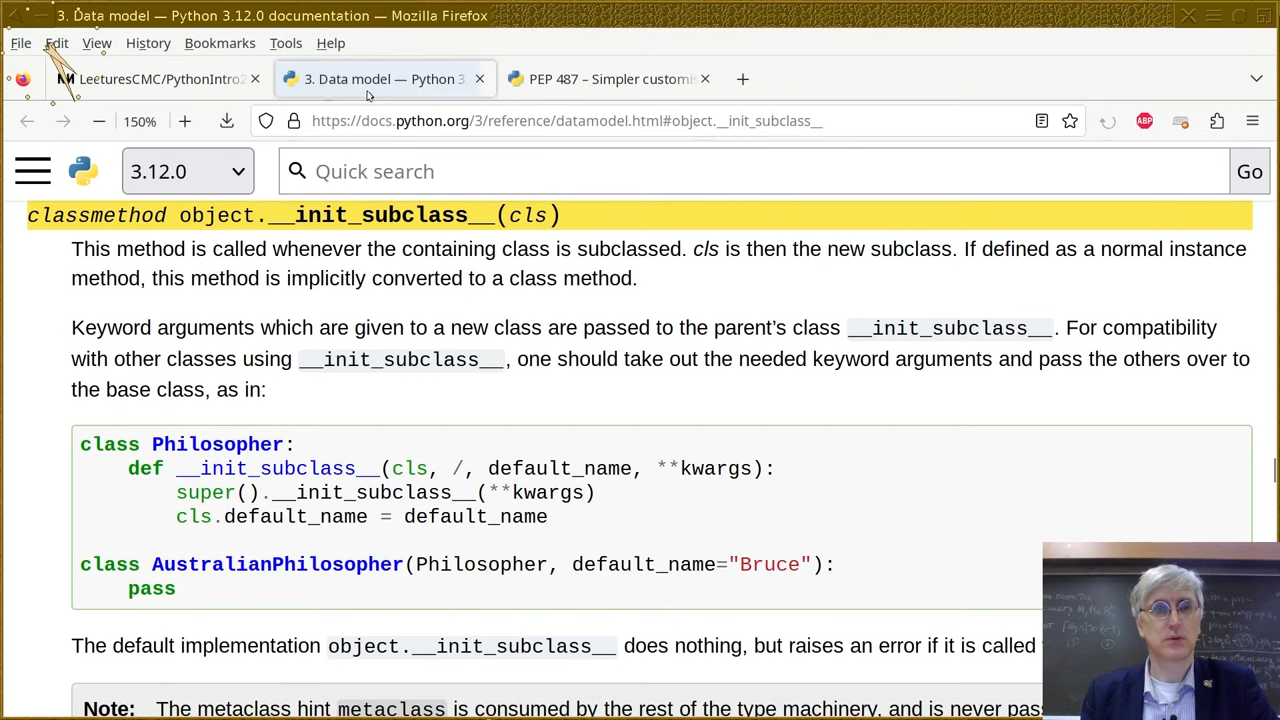 3. Data model — Python 3.12.0 documentation — Mozilla Firefox
File Edit View History Bookmarks Tools Help
LecturesCMC/PythonIntro2 3. Data model — Python 3 PEP 487 – Simpler customis
150% https://docs.python.org/3/reference/datamodel.html#object.__init_subclass__ ABP
3.12.0 Quick search Go
classmethod object.__init_subclass__(cls)
This method is called whenever the containing class is subclassed. cls is then the new subclass. If defined as a normal instance
method, this method is implicitly converted to a class method.
Keyword arguments which are given to a new class are passed to the parent’s class __init_subclass__. For compatibility
with other classes using __init_subclass__, one should take out the needed keyword arguments and pass the others over to
the base class, as in:
class Philosopher:
    def __init_subclass__(cls, /, default_name, **kwargs):
        super().__init_subclass__(**kwargs)
        cls.default_name = default_name
class AustralianPhilosopher(Philosopher, default_name="Bruce"):
    pass
The default implementation object.__init_subclass__ does nothing, but raises an error if it is called
Note: The metaclass hint metaclass is consumed by the rest of the type machinery, and is never pas